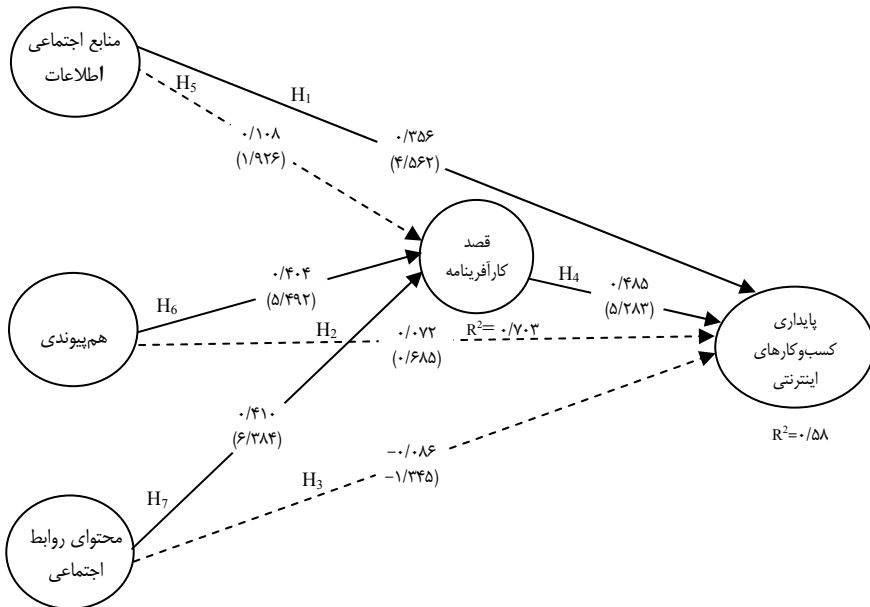 منابع اجتماعی
اطلاعات
H₅
H₁
۰/۱۰۸
(۱/۹۲۶)
۰/۳۵۶
(۴/۵۶۲)
قصد
کارآفرینامه
H₄
۰/۴۸۵
(۵/۲۸۳)
۰/۴۰۴
(۵/۴۹۲)
H₆
R²= ۰/۷۰۳
هم‌پیوندی
H₂
۰/۰۷۲
(۰/۶۸۵)
پایداری
کسب‌وکارهای
اینترنتی
R²=۰/۵۸
۰/۴۱۰
(۶/۳۸۴)
−۰/۰۸۶
−۱/۳۴۵)
H₃
H₇
محتوای روابط
اجتماعی